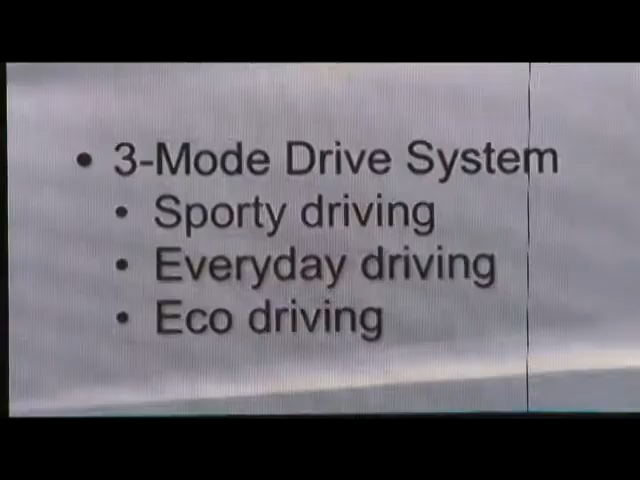 • 3-Mode Drive System
• Sporty driving
• Everyday driving
• Eco driving